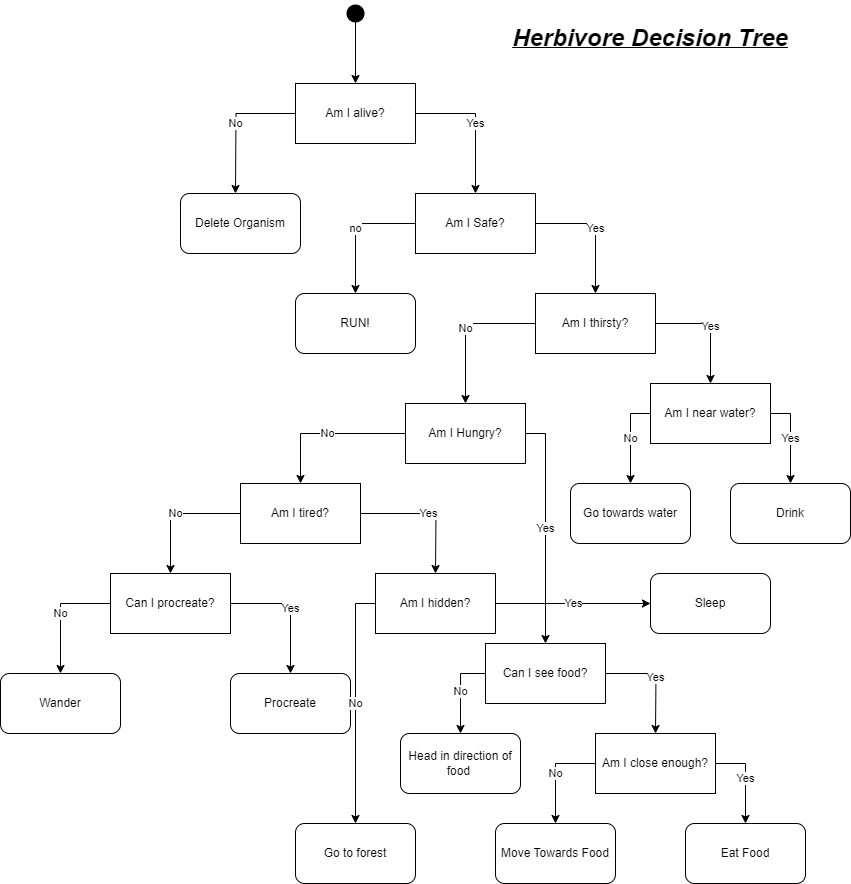 Herbivore Decision Tree
Am I alive?
No
Yes
Delete Organism
Am I Safe?
no
Yes
RUN!
Am I thirsty?
No
Yes
Am I near water?
Am I Hungry?
No
No
Yes
Am I tired?
Go towards water
Drink
No
Yes
Yes
Can I procreate?
Am I hidden?
Yes
Sleep
No
Yes
Can I see food?
Wander
Procreate
No
No
Yes
Head in direction of
food
Am I close enough?
No
Yes
Go to forest
Move Towards Food
Eat Food